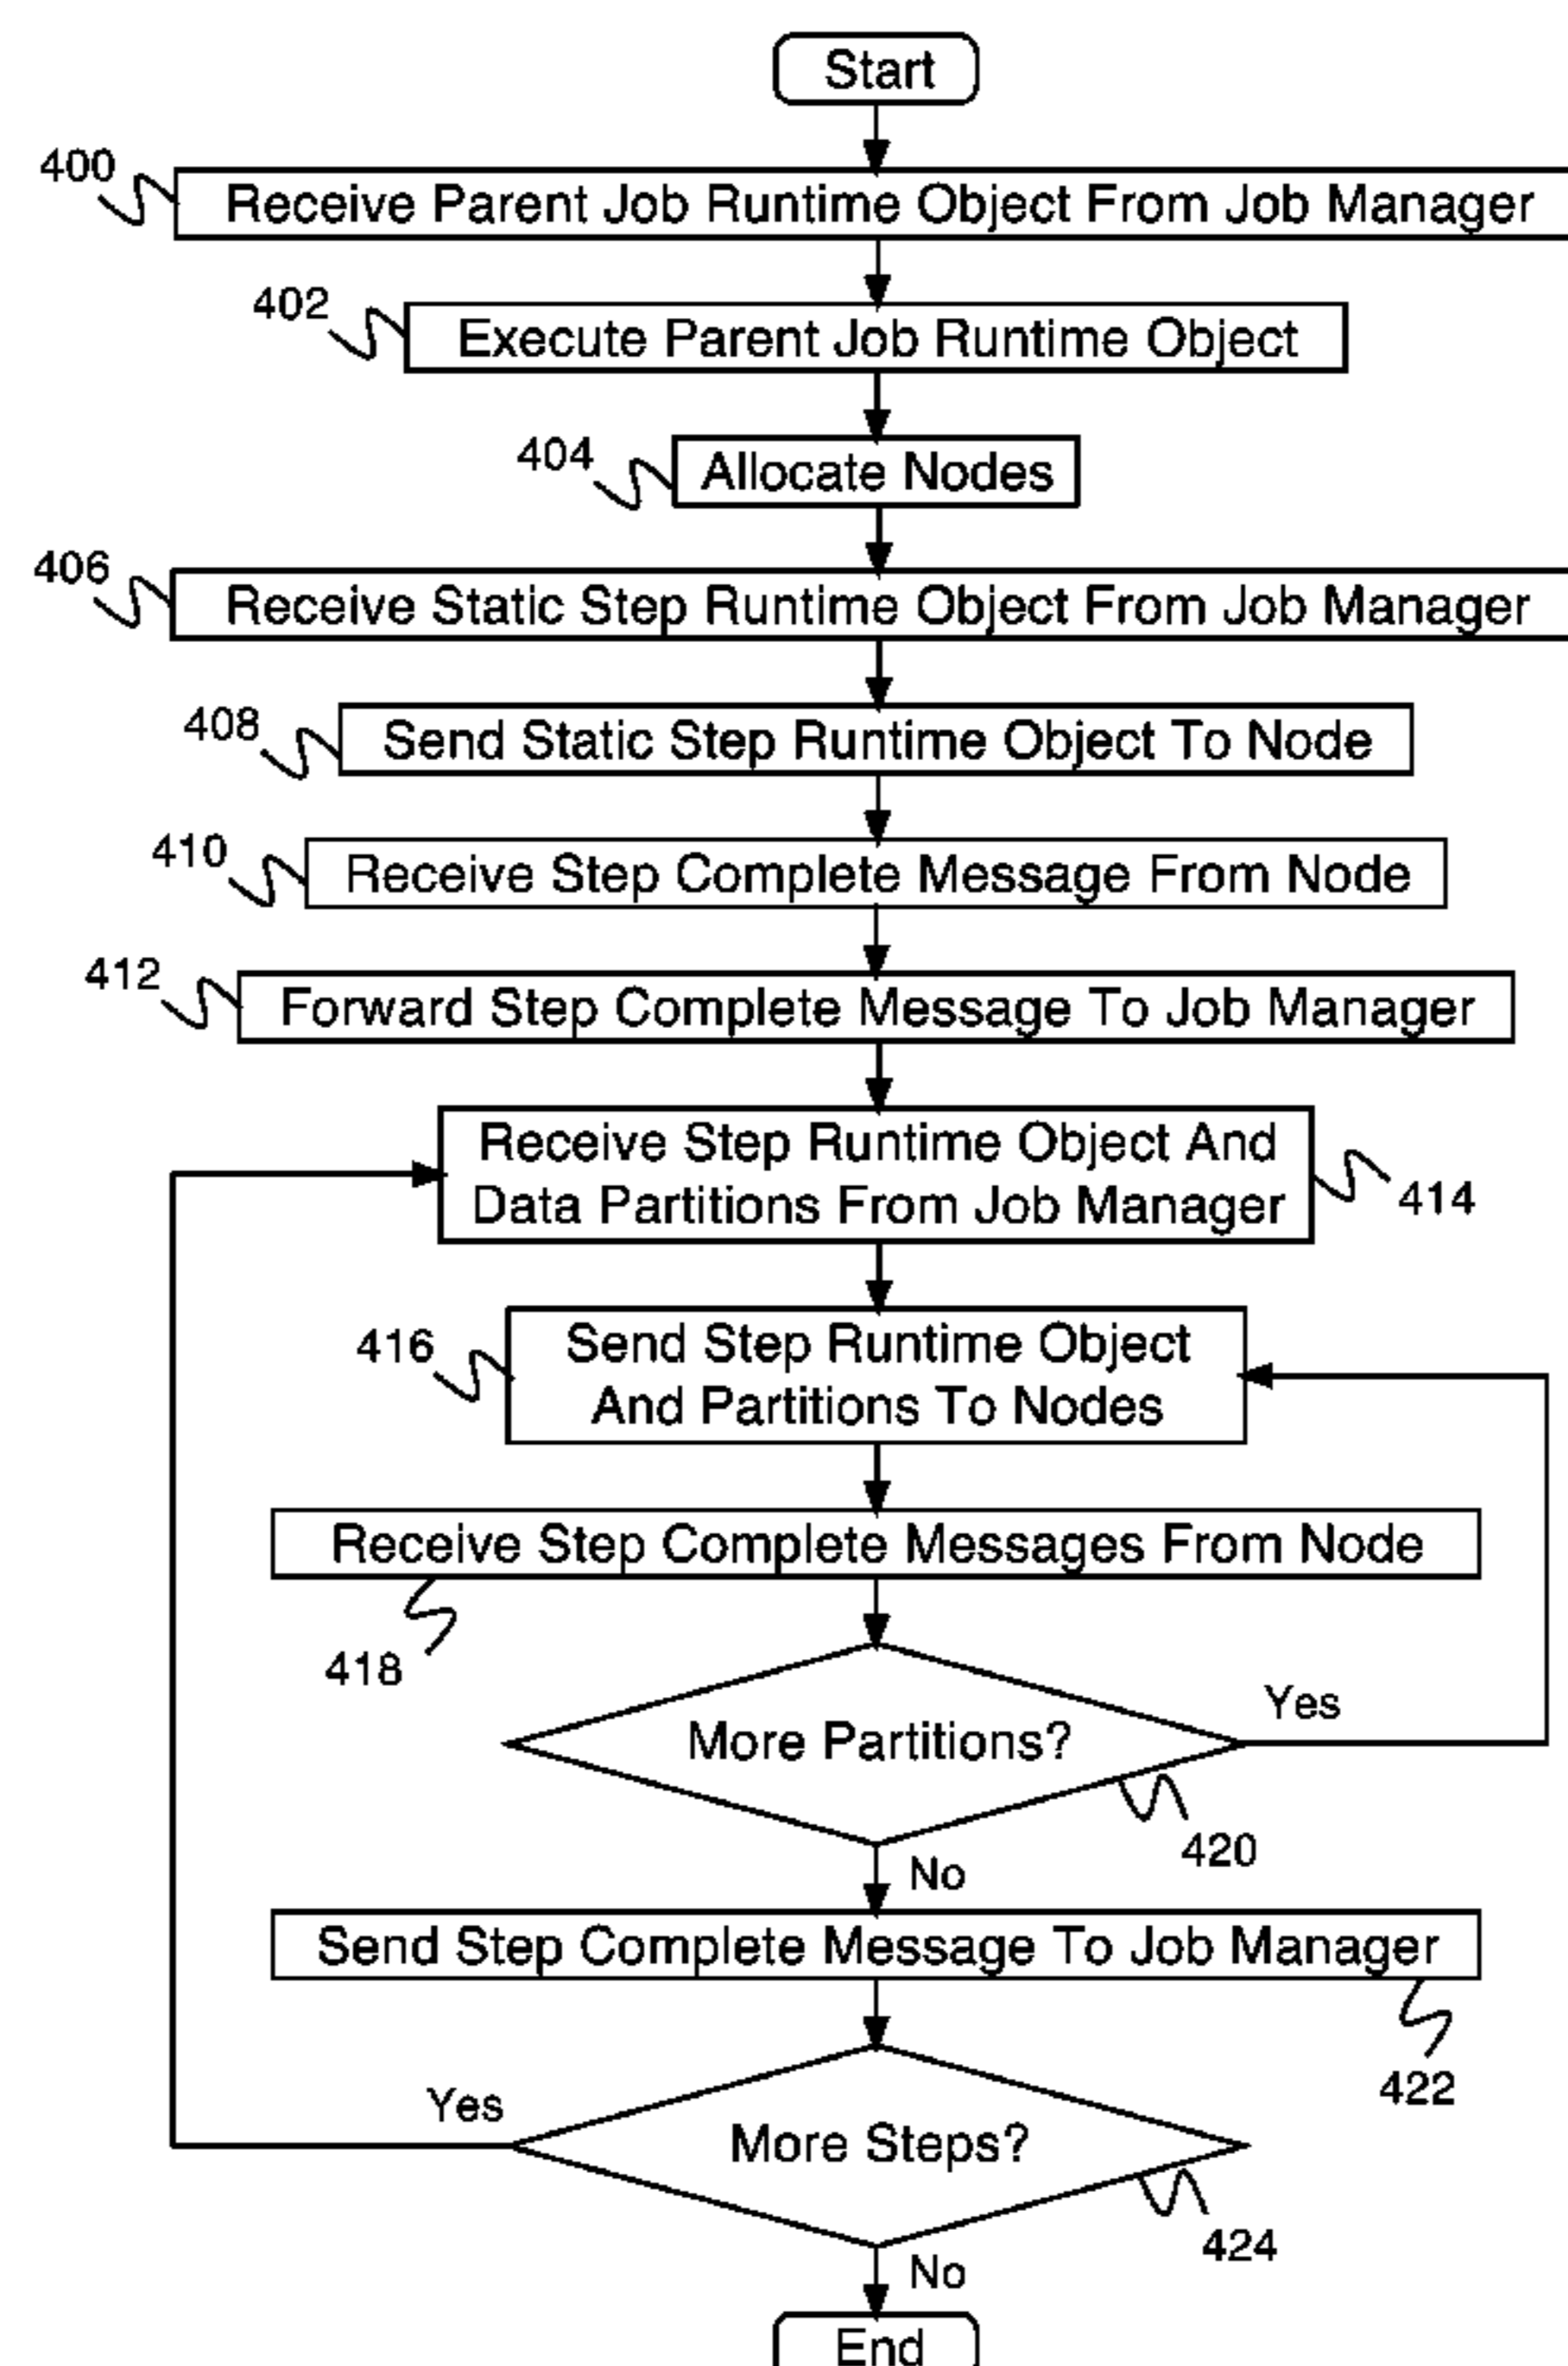 Start
400
Receive Parent Job Runtime Object From Job Manager
402
Execute Parent Job Runtime Object
404
Allocate Nodes
406
Receive Static Step Runtime Object From Job Manager
408
Send Static Step Runtime Object To Node
410
Receive Step Complete Message From Node
412
Forward Step Complete Message To Job Manager
Receive Step Runtime Object And
Data Partitions From Job Manager
414
416
Send Step Runtime Object
And Partitions To Nodes
Receive Step Complete Messages From Node
418
More Partitions?
Yes
420
No
Send Step Complete Message To Job Manager
422
Yes
More Steps?
424
No
End